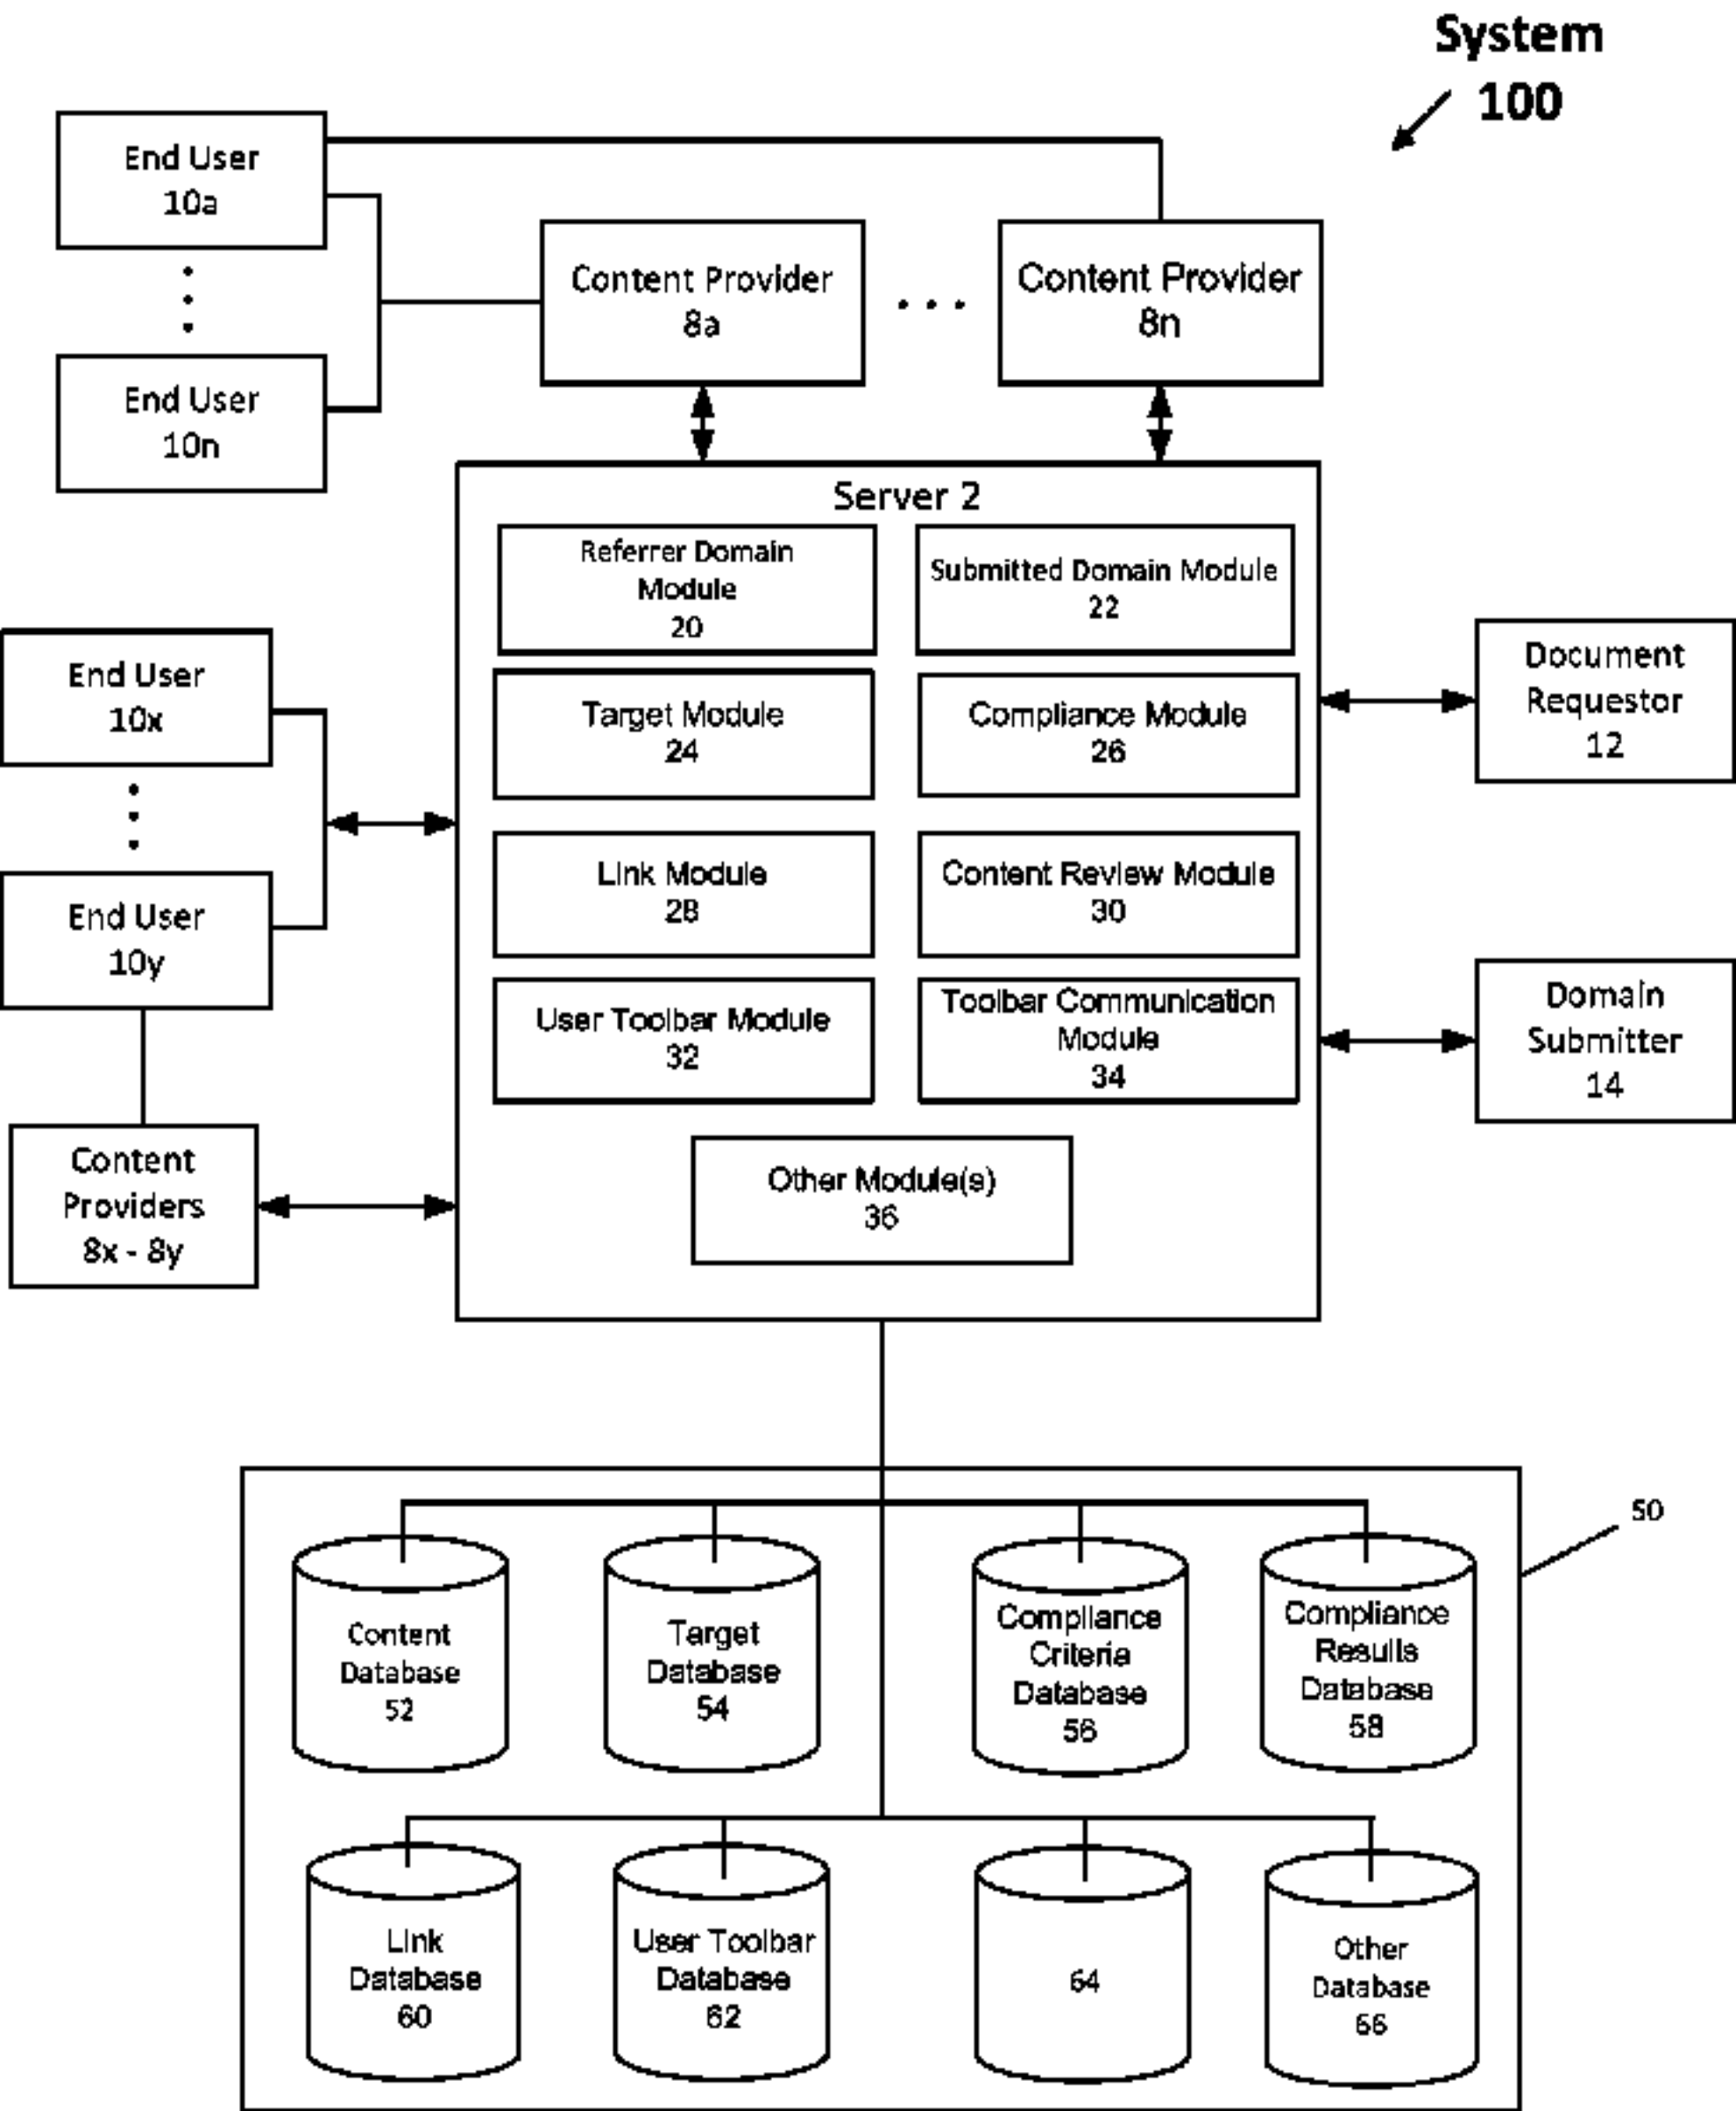 System
100
End User
10a
End User
10n
Content Provider
8a
Content Provider
8n
Server 2
Referrer Domain
Module
20
Submitted Domain Module
22
Target Module
24
Compliance Module
26
Link Module
28
Content Review Module
30
User Toolbar Module
32
Toolbar Communication
Module
34
Other Module(s)
36
End User
10x
End User
10y
Content
Providers
8x - 8y
Document
Requestor
12
Domain
Submitter
14
50
Content
Database
52
Target
Database
54
Compliance
Criteria
Database
56
Compliance
Results
Database
58
Link
Database
60
User Toolbar
Database
62
64
Other
Database
66